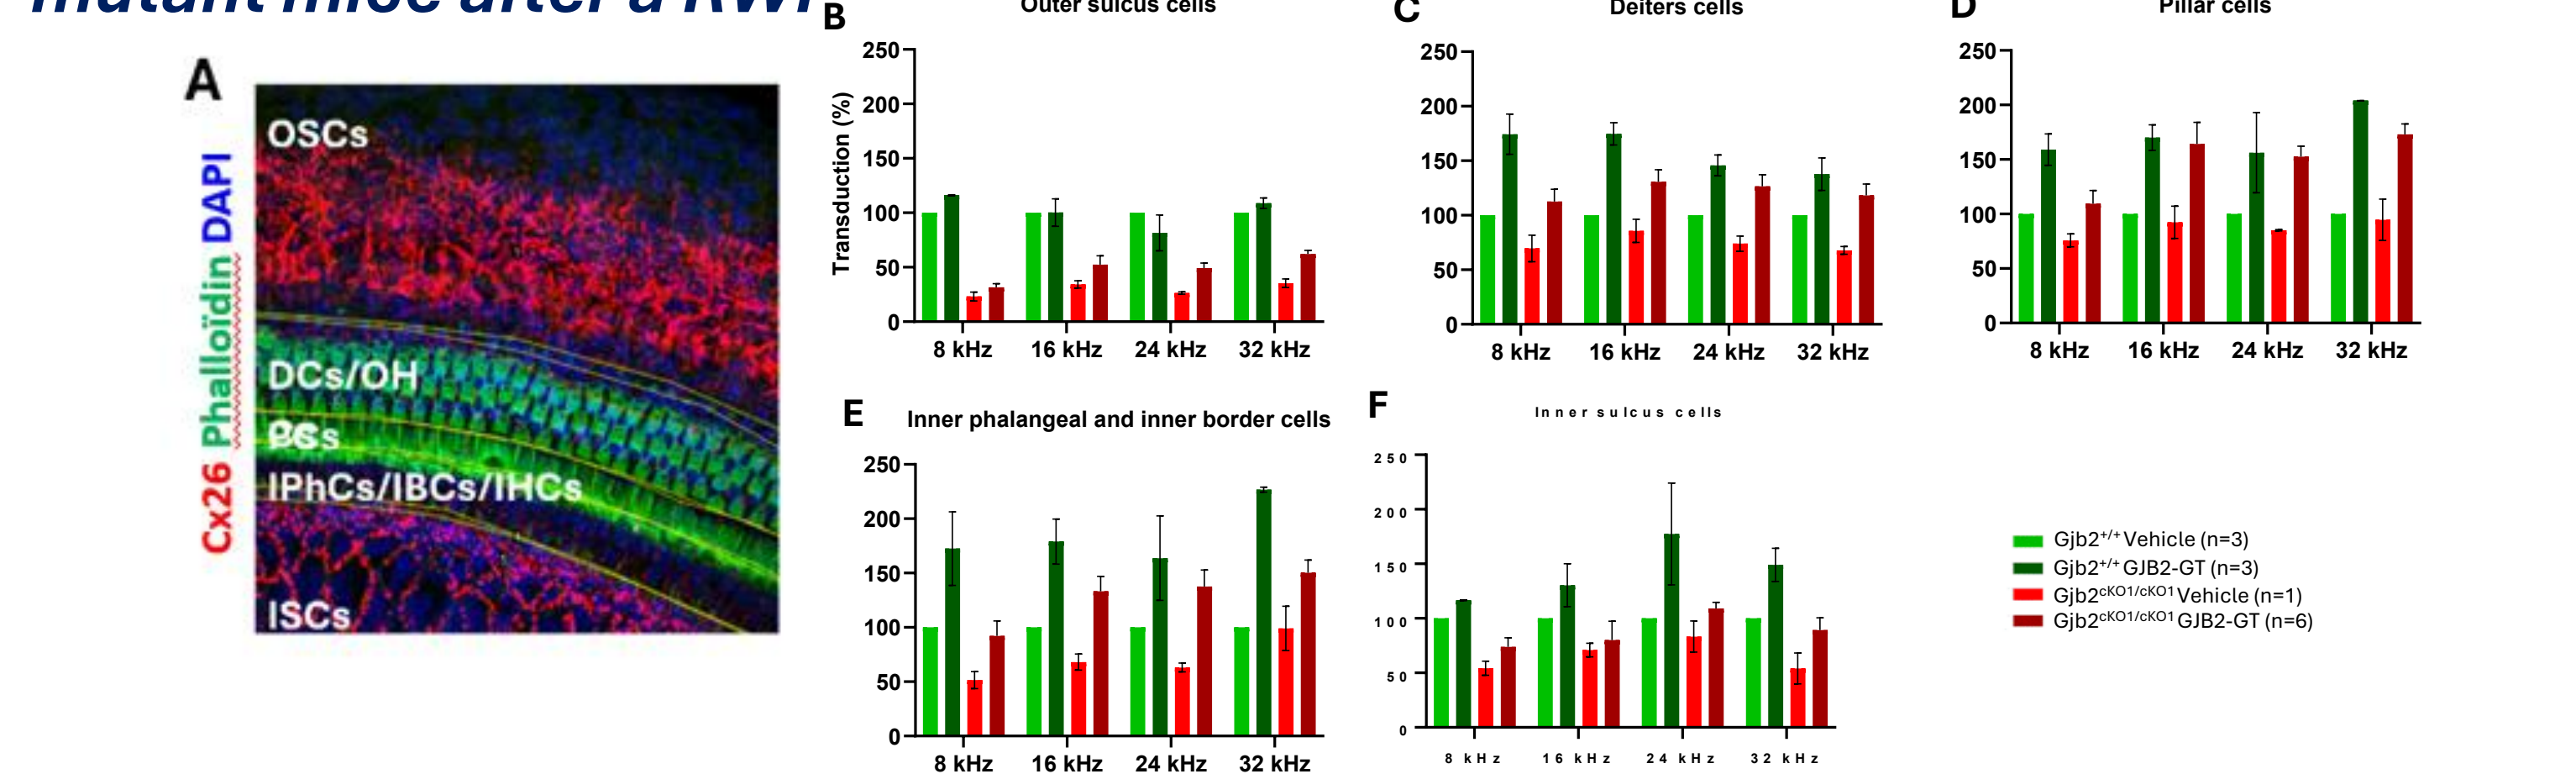 mutant mice after a RWI
A
Cx26 Phalloïdin DAPI
OSCs
DCs/OH
PCs
IPhCs/IBCs/IHCs
ISCs
B
Outer sulcus cells
Transduction (%)
250
200
150
100
50
0
8 kHz 16 kHz 24 kHz 32 kHz
C
Deiters cells
250
200
150
100
50
0
8 kHz 16 kHz 24 kHz 32 kHz
D
Pillar cells
250
200
150
100
50
0
8 kHz 16 kHz 24 kHz 32 kHz
E
Inner phalangeal and inner border cells
250
200
150
100
50
0
8 kHz 16 kHz 24 kHz 32 kHz
F
Inner sulcus cells
250
200
150
100
50
0
8 kHz 16 kHz 24 kHz 32 kHz
Gjb2+/+ Vehicle (n=3)
Gjb2+/+ GJB2-GT (n=3)
Gjb2cKO1/cKO1 Vehicle (n=1)
Gjb2cKO1/cKO1 GJB2-GT (n=6)